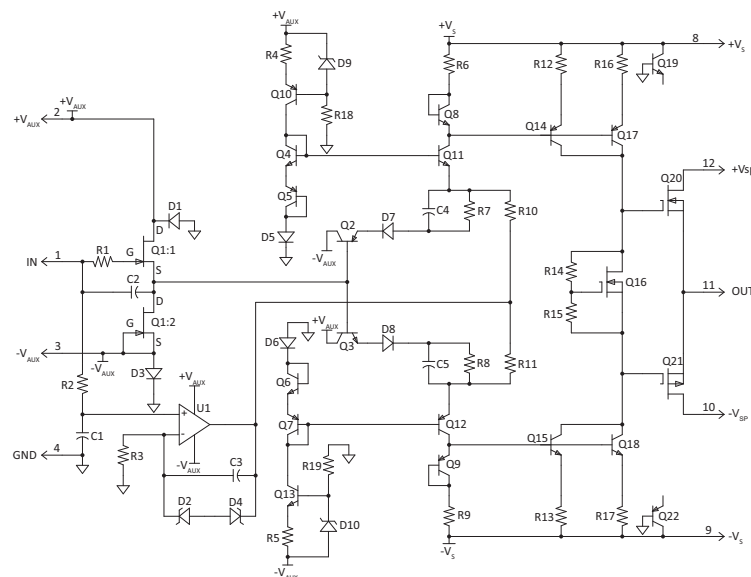 +V_AUX
+V_S
8
+V_S
R4
D9
R6
R12
R16
Q19
Q10
R18
Q8
+V_AUX
+V_AUX
2
Q4
Q11
Q14
Q17
Q5
12
+Vsp
Q20
D1
D5
Q2
D7
C4
R7
R10
-V_AUX
IN
1
R1
G
D
Q1:1
S
C2
D
R14
Q16
11
OUT
G
Q1:2
S
R15
-V_AUX
3
-V_AUX
D3
+V_AUX
Q3
D8
D6
C5
R8
R11
Q21
R2
Q6
10
-V_SP
+V_AUX
U1
+
-
Q7
Q12
Q15
Q18
C1
GND
4
R3
-V_AUX
C3
R19
Q9
D2
D4
Q13
R5
D10
R9
R13
R17
Q22
9
-V_S
-V_AUX
-V_S